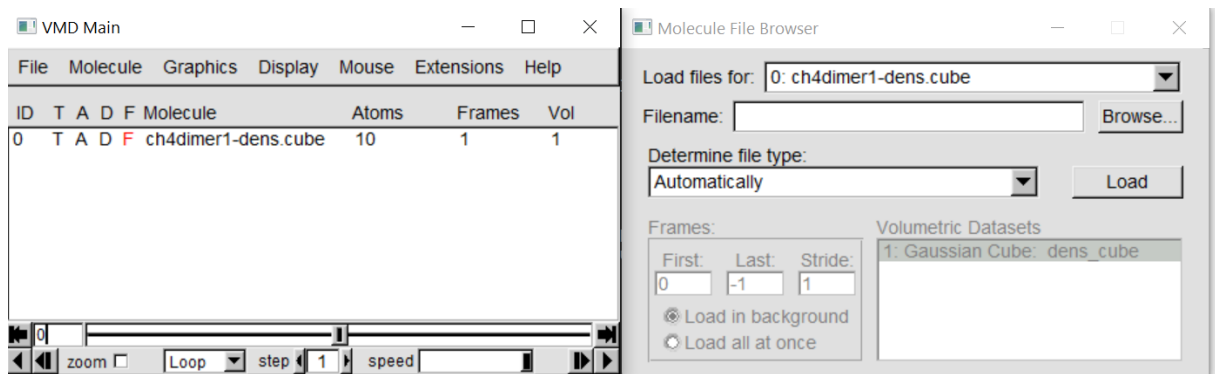 VMD Main
File Molecule Graphics Display Mouse Extensions Help
ID T A D F Molecule Atoms Frames Vol
0 T A D F ch4dimer1-dens.cube 10 1 1
0
zoom Loop step 1 speed
Molecule File Browser
Load files for: 0: ch4dimer1-dens.cube
Filename: Browse...
Determine file type:
Automatically Load
Frames: Volumetric Datasets
1: Gaussian Cube: dens_cube
First: Last: Stride:
0 -1 1
Load in background
Load all at once